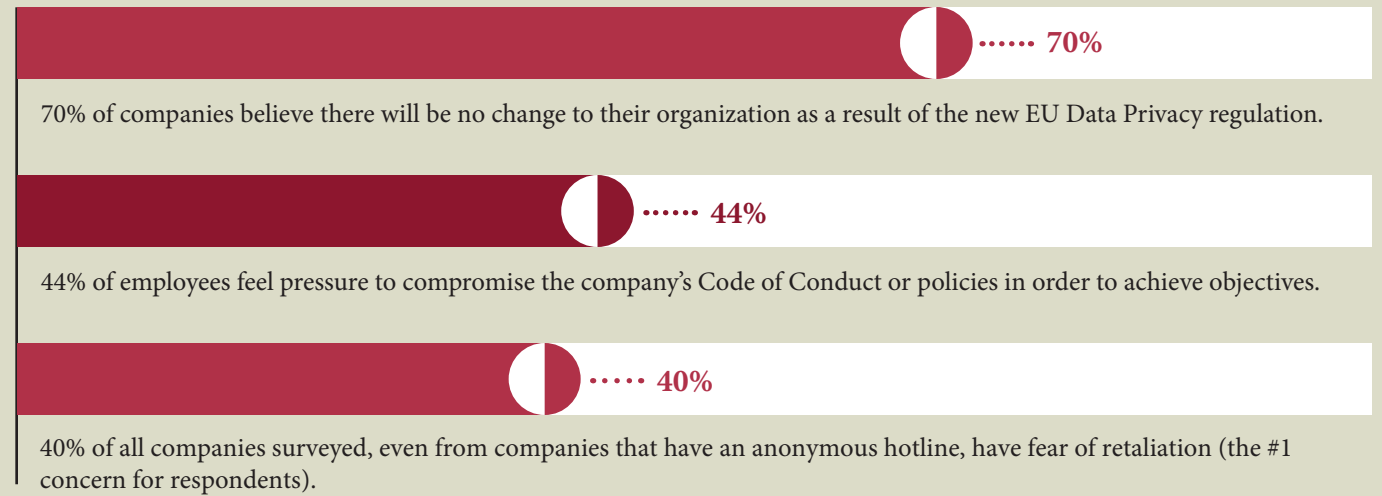 70%
70% of companies believe there will be no change to their organization as a result of the new EU Data Privacy regulation.
44%
44% of employees feel pressure to compromise the company’s Code of Conduct or policies in order to achieve objectives.
40%
40% of all companies surveyed, even from companies that have an anonymous hotline, have fear of retaliation (the #1
concern for respondents).